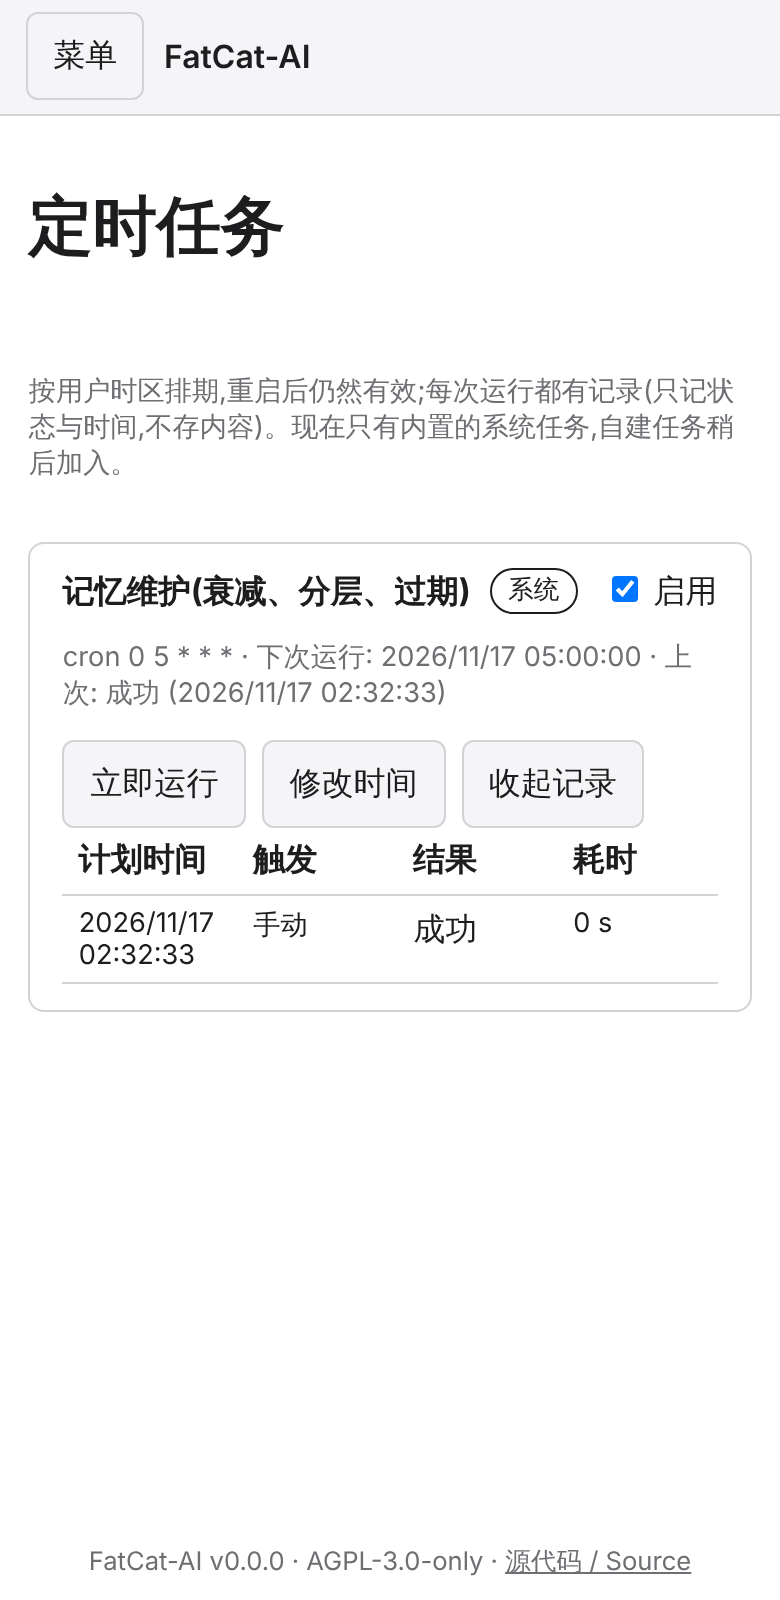 菜单 FatCat-AI
定时任务
按用户时区排期,重启后仍然有效;每次运行都有记录(只记状
态与时间,不存内容)。现在只有内置的系统任务,自建任务稍
后加入。
记忆维护(衰减、分层、过期) 系统 启用
cron 0 5 * * * · 下次运行: 2026/11/17 05:00:00 · 上
次: 成功 (2026/11/17 02:32:33)
立即运行 修改时间 收起记录
计划时间 触发 结果 耗时
2026/11/17 手动 成功 0 s
02:32:33
FatCat-AI v0.0.0 · AGPL-3.0-only · 源代码 / Source